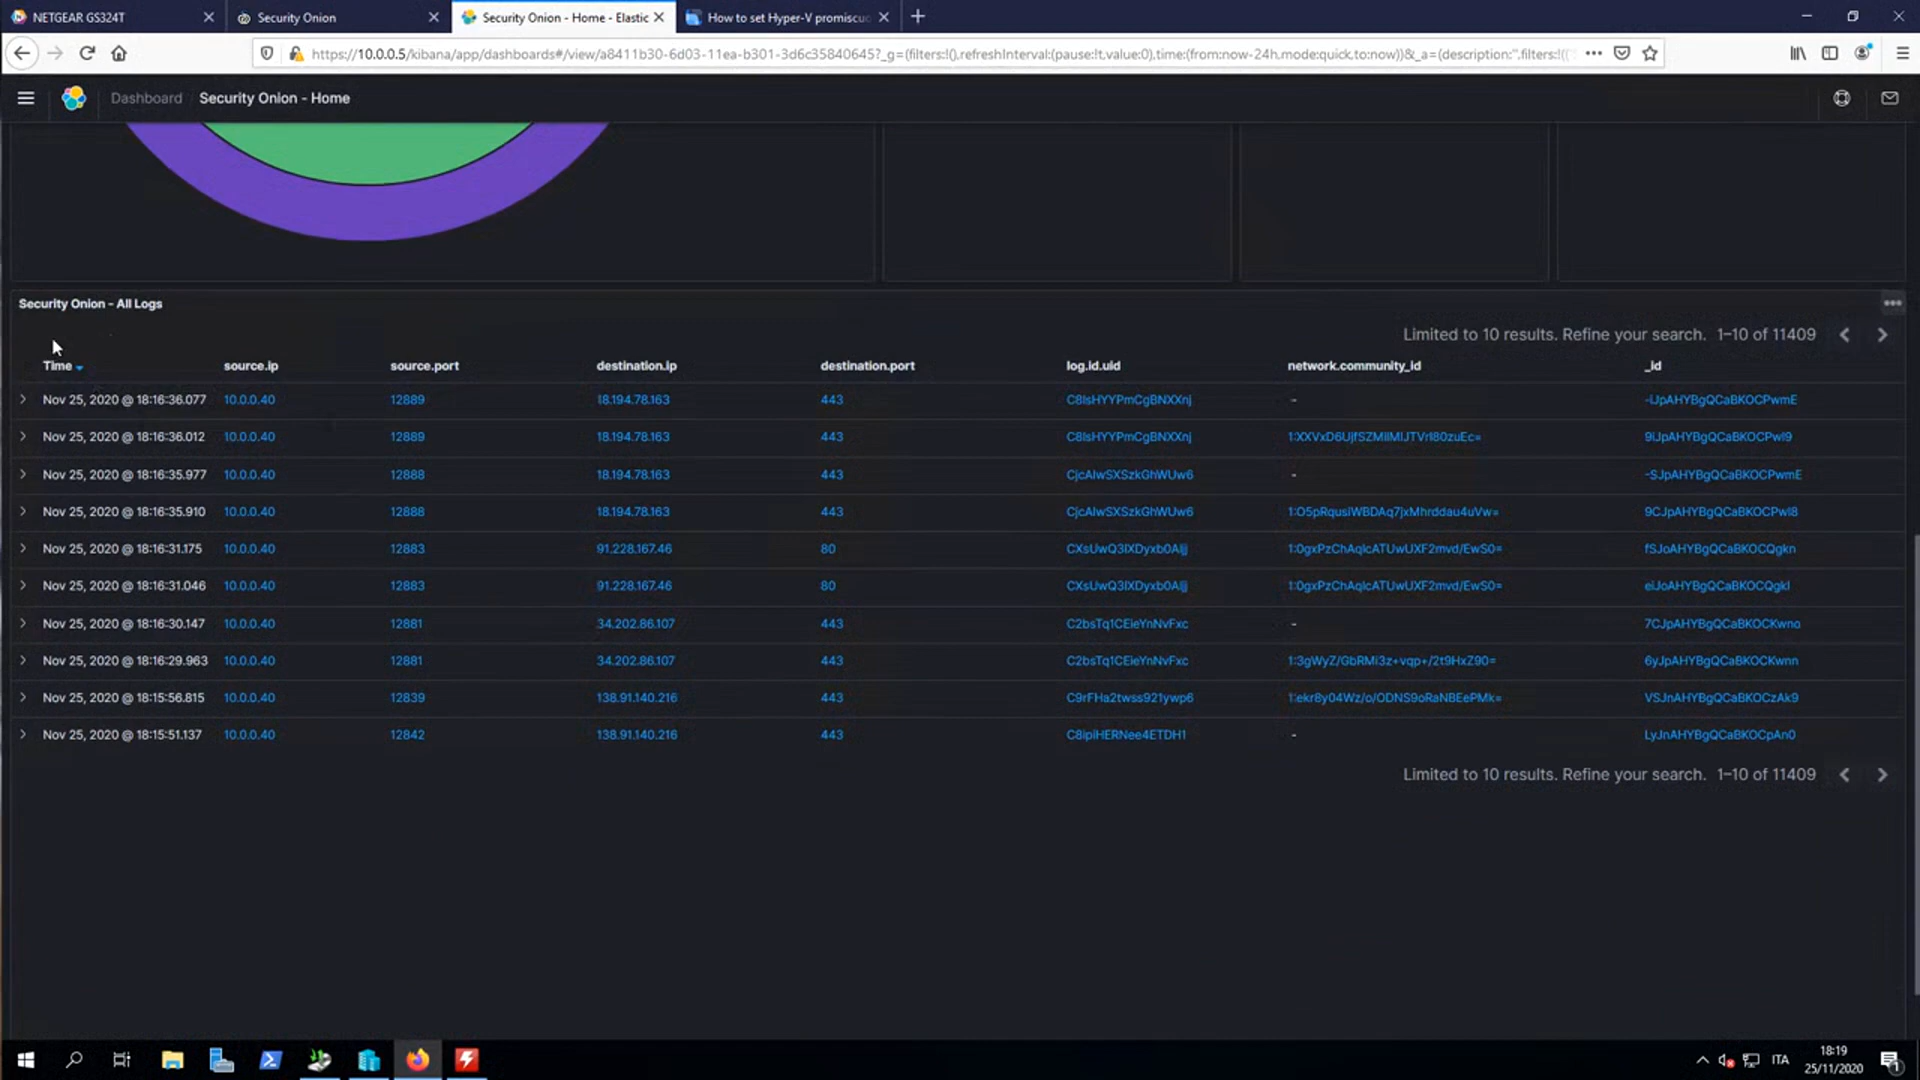 NETGEAR GS324T
Security Onion
Security Onion - Home - Elastic
How to set Hyper-V promiscuo
https://10.0.0.5/kibana/app/dashboards#/view/a8411b30-6d03-11ea-b301-3d6c35840645?_g=(filters:!(),refreshInterval:(pause:!t,value:0),time:(from:now-24h,mode:quick,to:now))&_a=(description:'',filters:!((
Dashboard Security Onion - Home
Security Onion - All Logs
Limited to 10 results. Refine your search. 1–10 of 11409
Time source.ip source.port destination.ip destination.port log.id.uid network.community_id _id
Nov 25, 2020 @ 18:16:36.077 10.0.0.40 12889 18.194.78.163 443 C8IsHYYPmCgBNXXnj - -iJpAHYBgQCaBKOCPwmE
Nov 25, 2020 @ 18:16:36.012 10.0.0.40 12889 18.194.78.163 443 C8IsHYYPmCgBNXXnj 1:XXVxD6UjfSZMIlMIJTVrI80zuEc= 9iJpAHYBgQCaBKOCPwl9
Nov 25, 2020 @ 18:16:35.977 10.0.0.40 12888 18.194.78.163 443 CjcAlwSXSzkGhWUw6 - -SJpAHYBgQCaBKOCPwmE
Nov 25, 2020 @ 18:16:35.910 10.0.0.40 12888 18.194.78.163 443 CjcAlwSXSzkGhWUw6 1:O5pRqusiWBDAq7jxMhrddau4uVw= 9CJpAHYBgQCaBKOCPwl8
Nov 25, 2020 @ 18:16:31.175 10.0.0.40 12883 91.228.167.46 80 CXsUwQ3IXDyxb0Aljj 1:0gxPzChAqlcATUwUXF2mvd/EwS0= fSJoAHYBgQCaBKOCQgkn
Nov 25, 2020 @ 18:16:31.046 10.0.0.40 12883 91.228.167.46 80 CXsUwQ3IXDyxb0Aljj 1:0gxPzChAqlcATUwUXF2mvd/EwS0= eiJoAHYBgQCaBKOCQgkl
Nov 25, 2020 @ 18:16:30.147 10.0.0.40 12881 34.202.86.107 443 C2bsTq1CEieYnNvFxc - 7CJpAHYBgQCaBKOCKwno
Nov 25, 2020 @ 18:16:29.963 10.0.0.40 12881 34.202.86.107 443 C2bsTq1CEieYnNvFxc 1:3gWyZ/GbRMi3z+vqp+/2t9HxZ90= 6yJpAHYBgQCaBKOCKwnn
Nov 25, 2020 @ 18:15:56.815 10.0.0.40 12839 138.91.140.216 443 C9rFHa2twss921ywp6 1:ekr8y04Wz/o/ODNS9oRaNBEePMk= VSJnAHYBgQCaBKOCzAk9
Nov 25, 2020 @ 18:15:51.137 10.0.0.40 12842 138.91.140.216 443 C8ipiHERNee4ETDH1 - LyJnAHYBgQCaBKOCpAn0
Limited to 10 results. Refine your search. 1–10 of 11409
ITA
18:19
25/11/2020
1